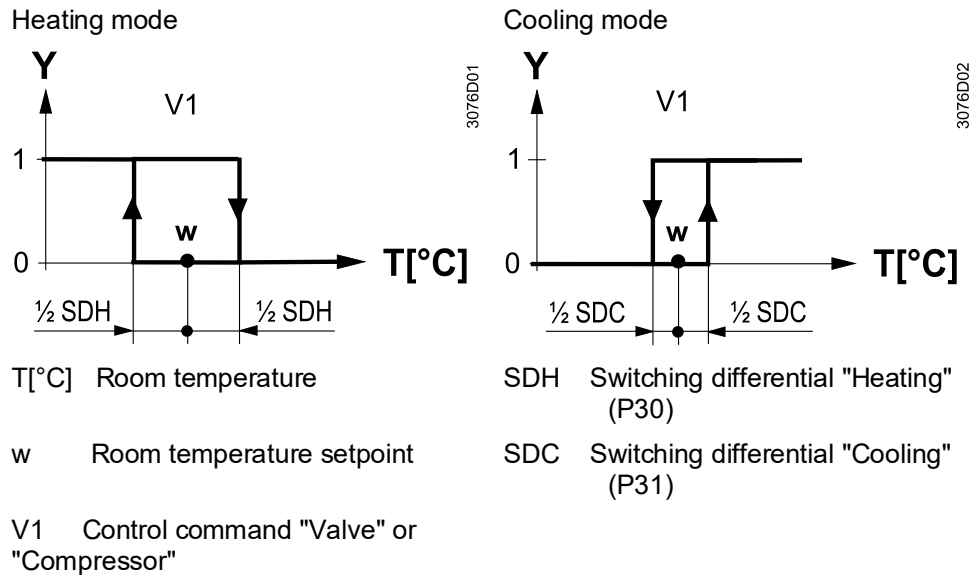 Heating mode
Y
V1
3076D01
1
w
0
T[°C]
½ SDH
½ SDH
Cooling mode
Y
V1
3076D02
1
w
0
T[°C]
½ SDC
½ SDC
T[°C] Room temperature
w Room temperature setpoint
V1 Control command "Valve" or
"Compressor"
SDH Switching differential "Heating"
(P30)
SDC Switching differential "Cooling"
(P31)